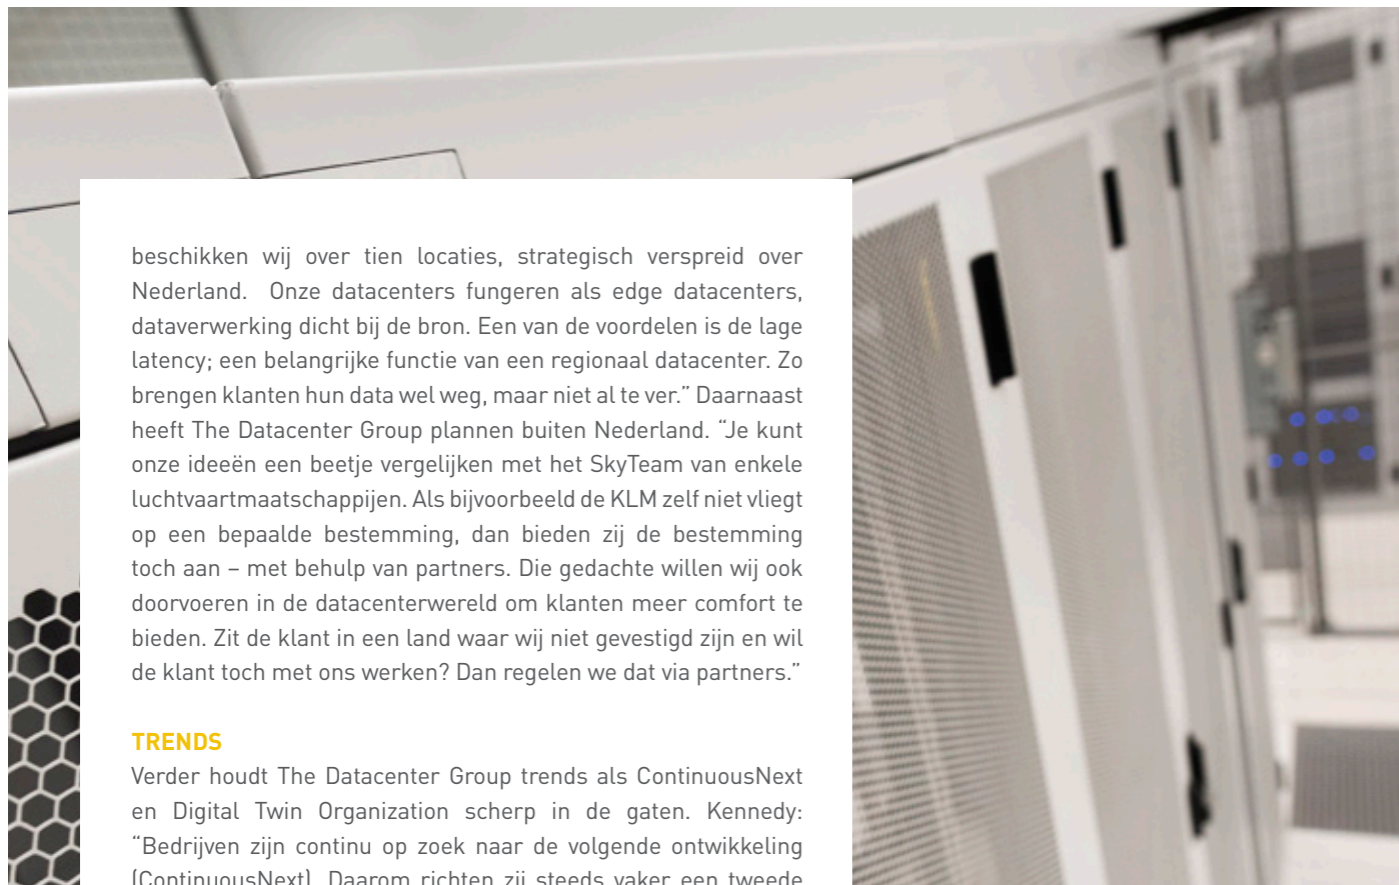 beschikken wij over tien locaties, strategisch verspreid over
Nederland. Onze datacenters fungeren als edge datacenters,
dataverwerking dicht bij de bron. Een van de voordelen is de lage
latency; een belangrijke functie van een regionaal datacenter. Zo
brengen klanten hun data wel weg, maar niet al te ver.” Daarnaast
heeft The Datacenter Group plannen buiten Nederland. “Je kunt
onze ideeën een beetje vergelijken met het SkyTeam van enkele
luchtvaartmaatschappijen. Als bijvoorbeeld de KLM zelf niet vliegt
op een bepaalde bestemming, dan bieden zij de bestemming
toch aan – met behulp van partners. Die gedachte willen wij ook
doorvoeren in de datacenterwereld om klanten meer comfort te
bieden. Zit de klant in een land waar wij niet gevestigd zijn en wil
de klant toch met ons werken? Dan regelen we dat via partners.”
TRENDS
Verder houdt The Datacenter Group trends als ContinuousNext
en Digital Twin Organization scherp in de gaten. Kennedy:
“Bedrijven zijn continu op zoek naar de volgende ontwikkeling
(ContinuousNext). Daarom richten zij steeds vaker een tweede